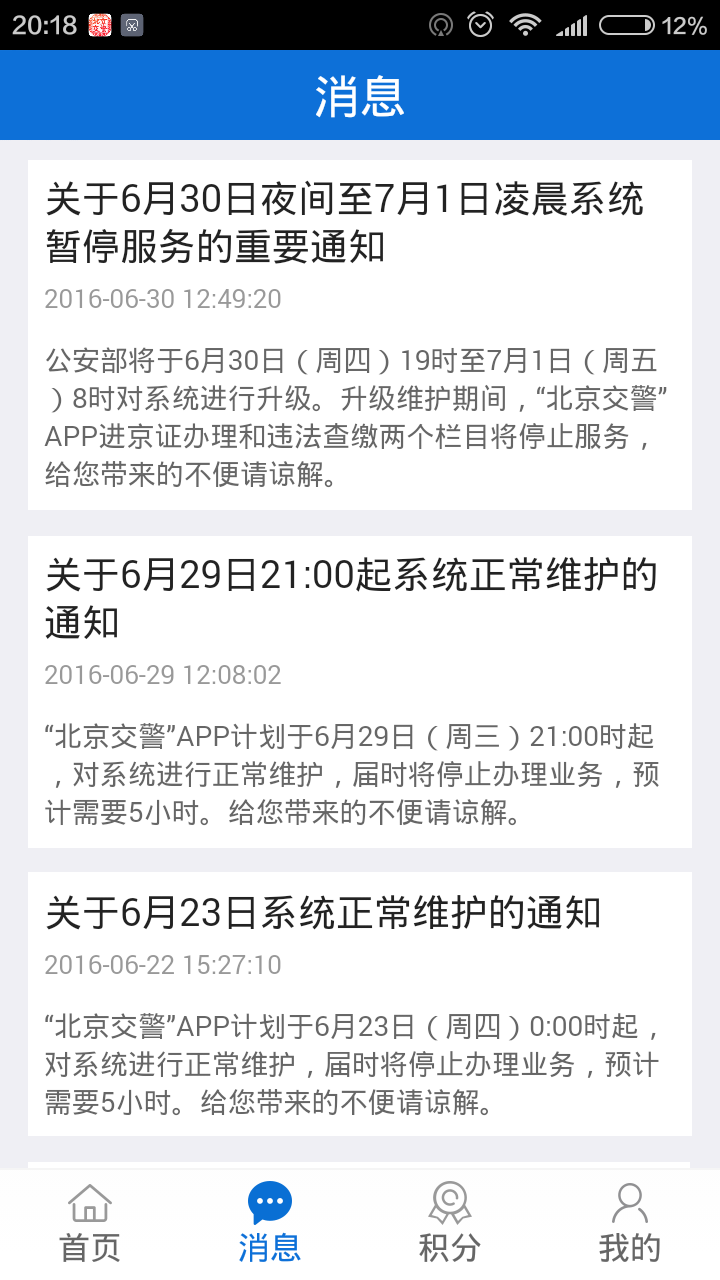 20:18
12%
消息
关于6月30日夜间至7月1日凌晨系统
暂停服务的重要通知
2016-06-30 12:49:20
公安部将于6月30日（周四）19时至7月1日（周五
）8时对系统进行升级。升级维护期间，“北京交警”
APP进京证办理和违法查缴两个栏目将停止服务，
给您带来的不便请谅解。
关于6月29日21:00起系统正常维护的
通知
2016-06-29 12:08:02
“北京交警”APP计划于6月29日（周三）21:00时起
，对系统进行正常维护，届时将停止办理业务，预
计需要5小时。给您带来的不便请谅解。
关于6月23日系统正常维护的通知
2016-06-22 15:27:10
“北京交警”APP计划于6月23日（周四）0:00时起，
对系统进行正常维护，届时将停止办理业务，预计
需要5小时。给您带来的不便请谅解。
首页
消息
积分
我的